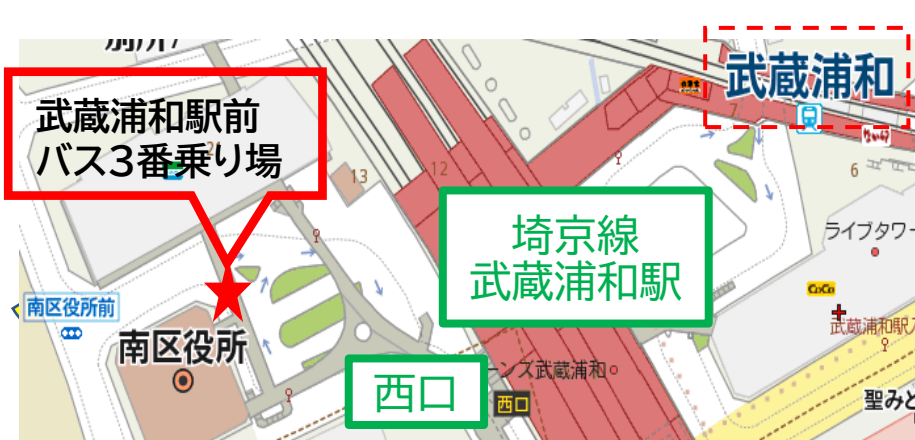 武蔵浦和
武蔵浦和駅前
バス3番乗り場
21
13
12
7
6
埼京線
武蔵浦和駅
ライブタワー
CoCo
武蔵浦和駅
南区役所前
南区役所
西口
ンズ武蔵浦和
西口
聖みど